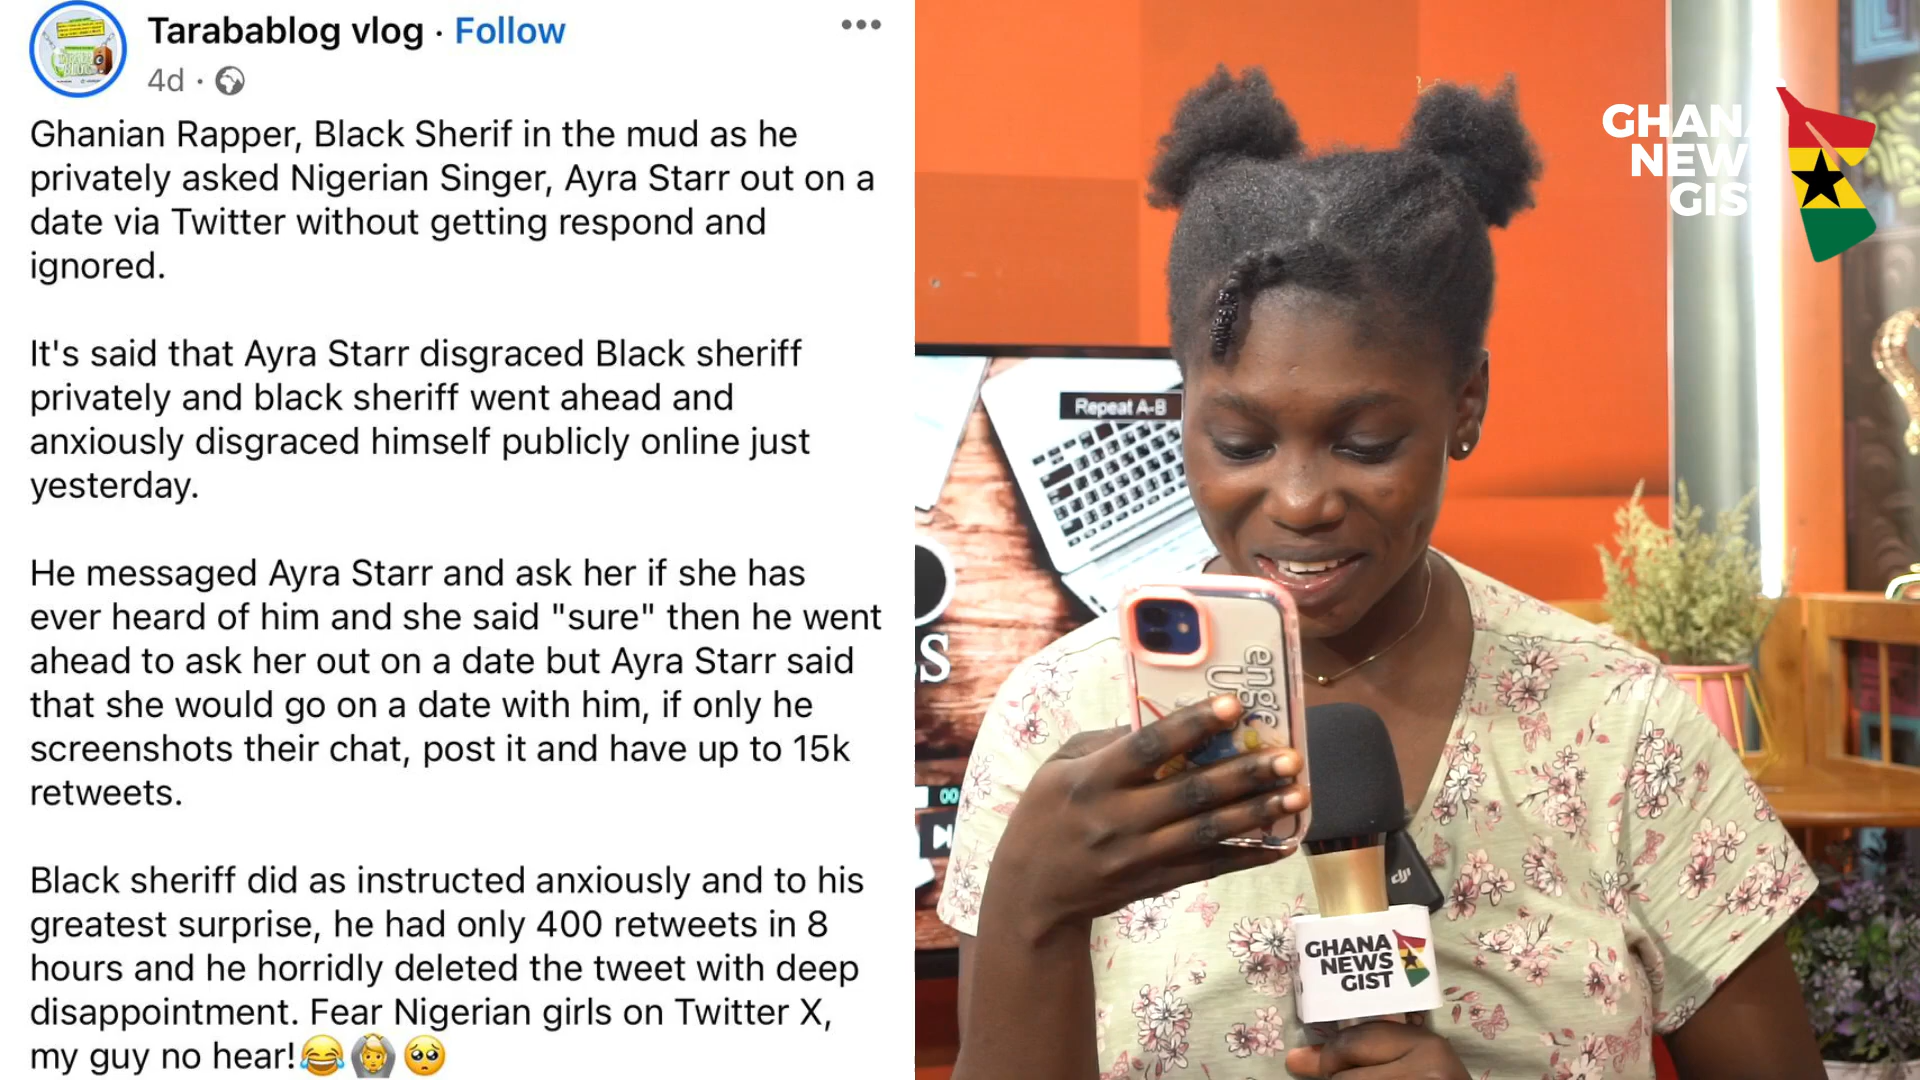 Tarabablog vlog · Follow
4d ·
Ghanian Rapper, Black Sherif in the mud as he
privately asked Nigerian Singer, Ayra Starr out on a
date via Twitter without getting respond and
ignored.
It's said that Ayra Starr disgraced Black sheriff
privately and black sheriff went ahead and
anxiously disgraced himself publicly online just
yesterday.
He messaged Ayra Starr and ask her if she has
ever heard of him and she said "sure" then he went
ahead to ask her out on a date but Ayra Starr said
that she would go on a date with him, if only he
screenshots their chat, post it and have up to 15k
retweets.
Black sheriff did as instructed anxiously and to his
greatest surprise, he had only 400 retweets in 8
hours and he horridly deleted the tweet with deep
disappointment. Fear Nigerian girls on Twitter X,
my guy no hear!😂🙆🥺
GHANA
NEWS
GIST
Repeat A-B
S
00
dji
GHANA
NEWS
GIST